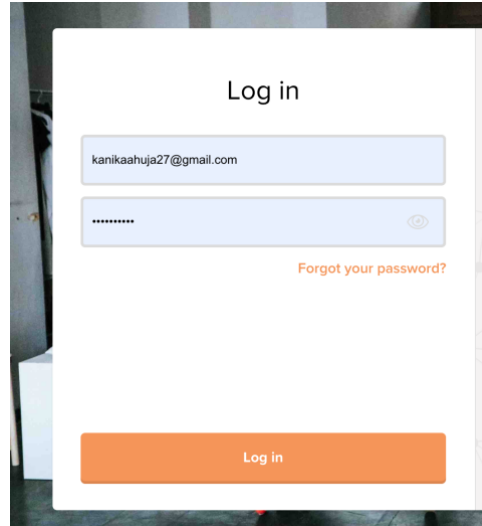 Log in
kanikaahuja27@gmail.com
••••••••••
Forgot your password?
Log in